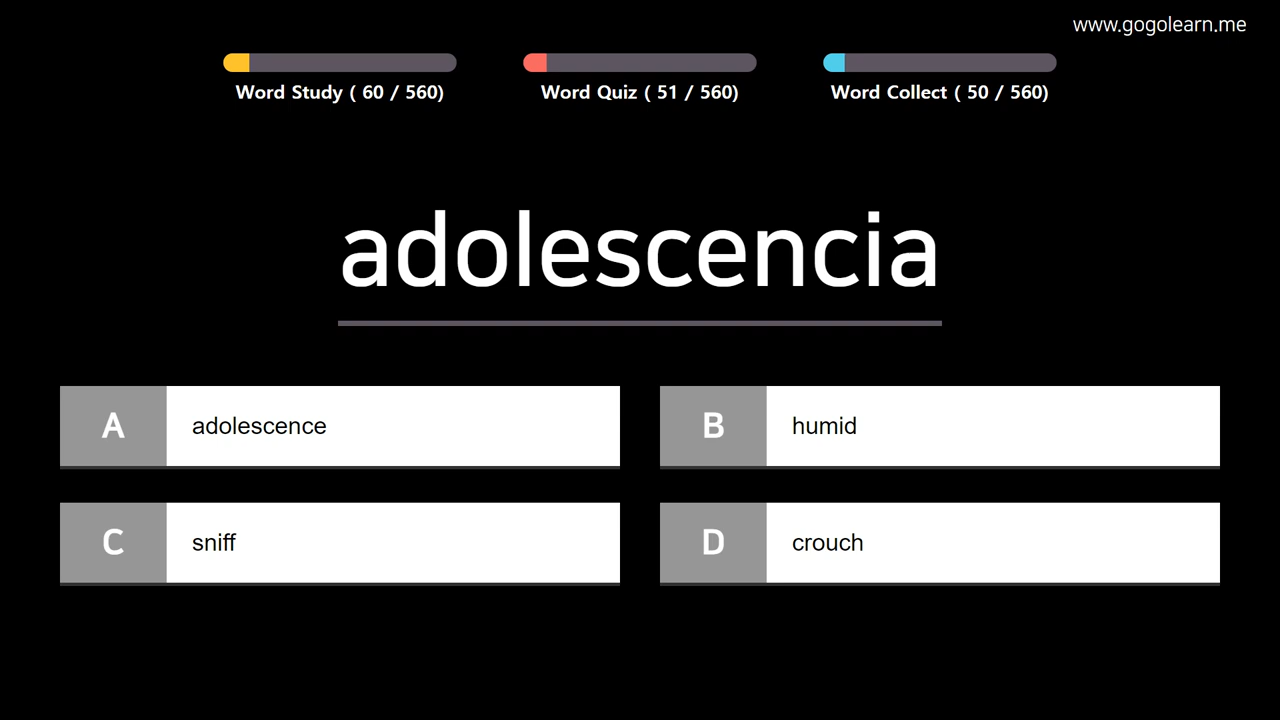 www.gogolearn.me
Word Study ( 60 / 560)
Word Quiz ( 51 / 560)
Word Collect ( 50 / 560)
adolescencia
A adolescence
B humid
C sniff
D crouch